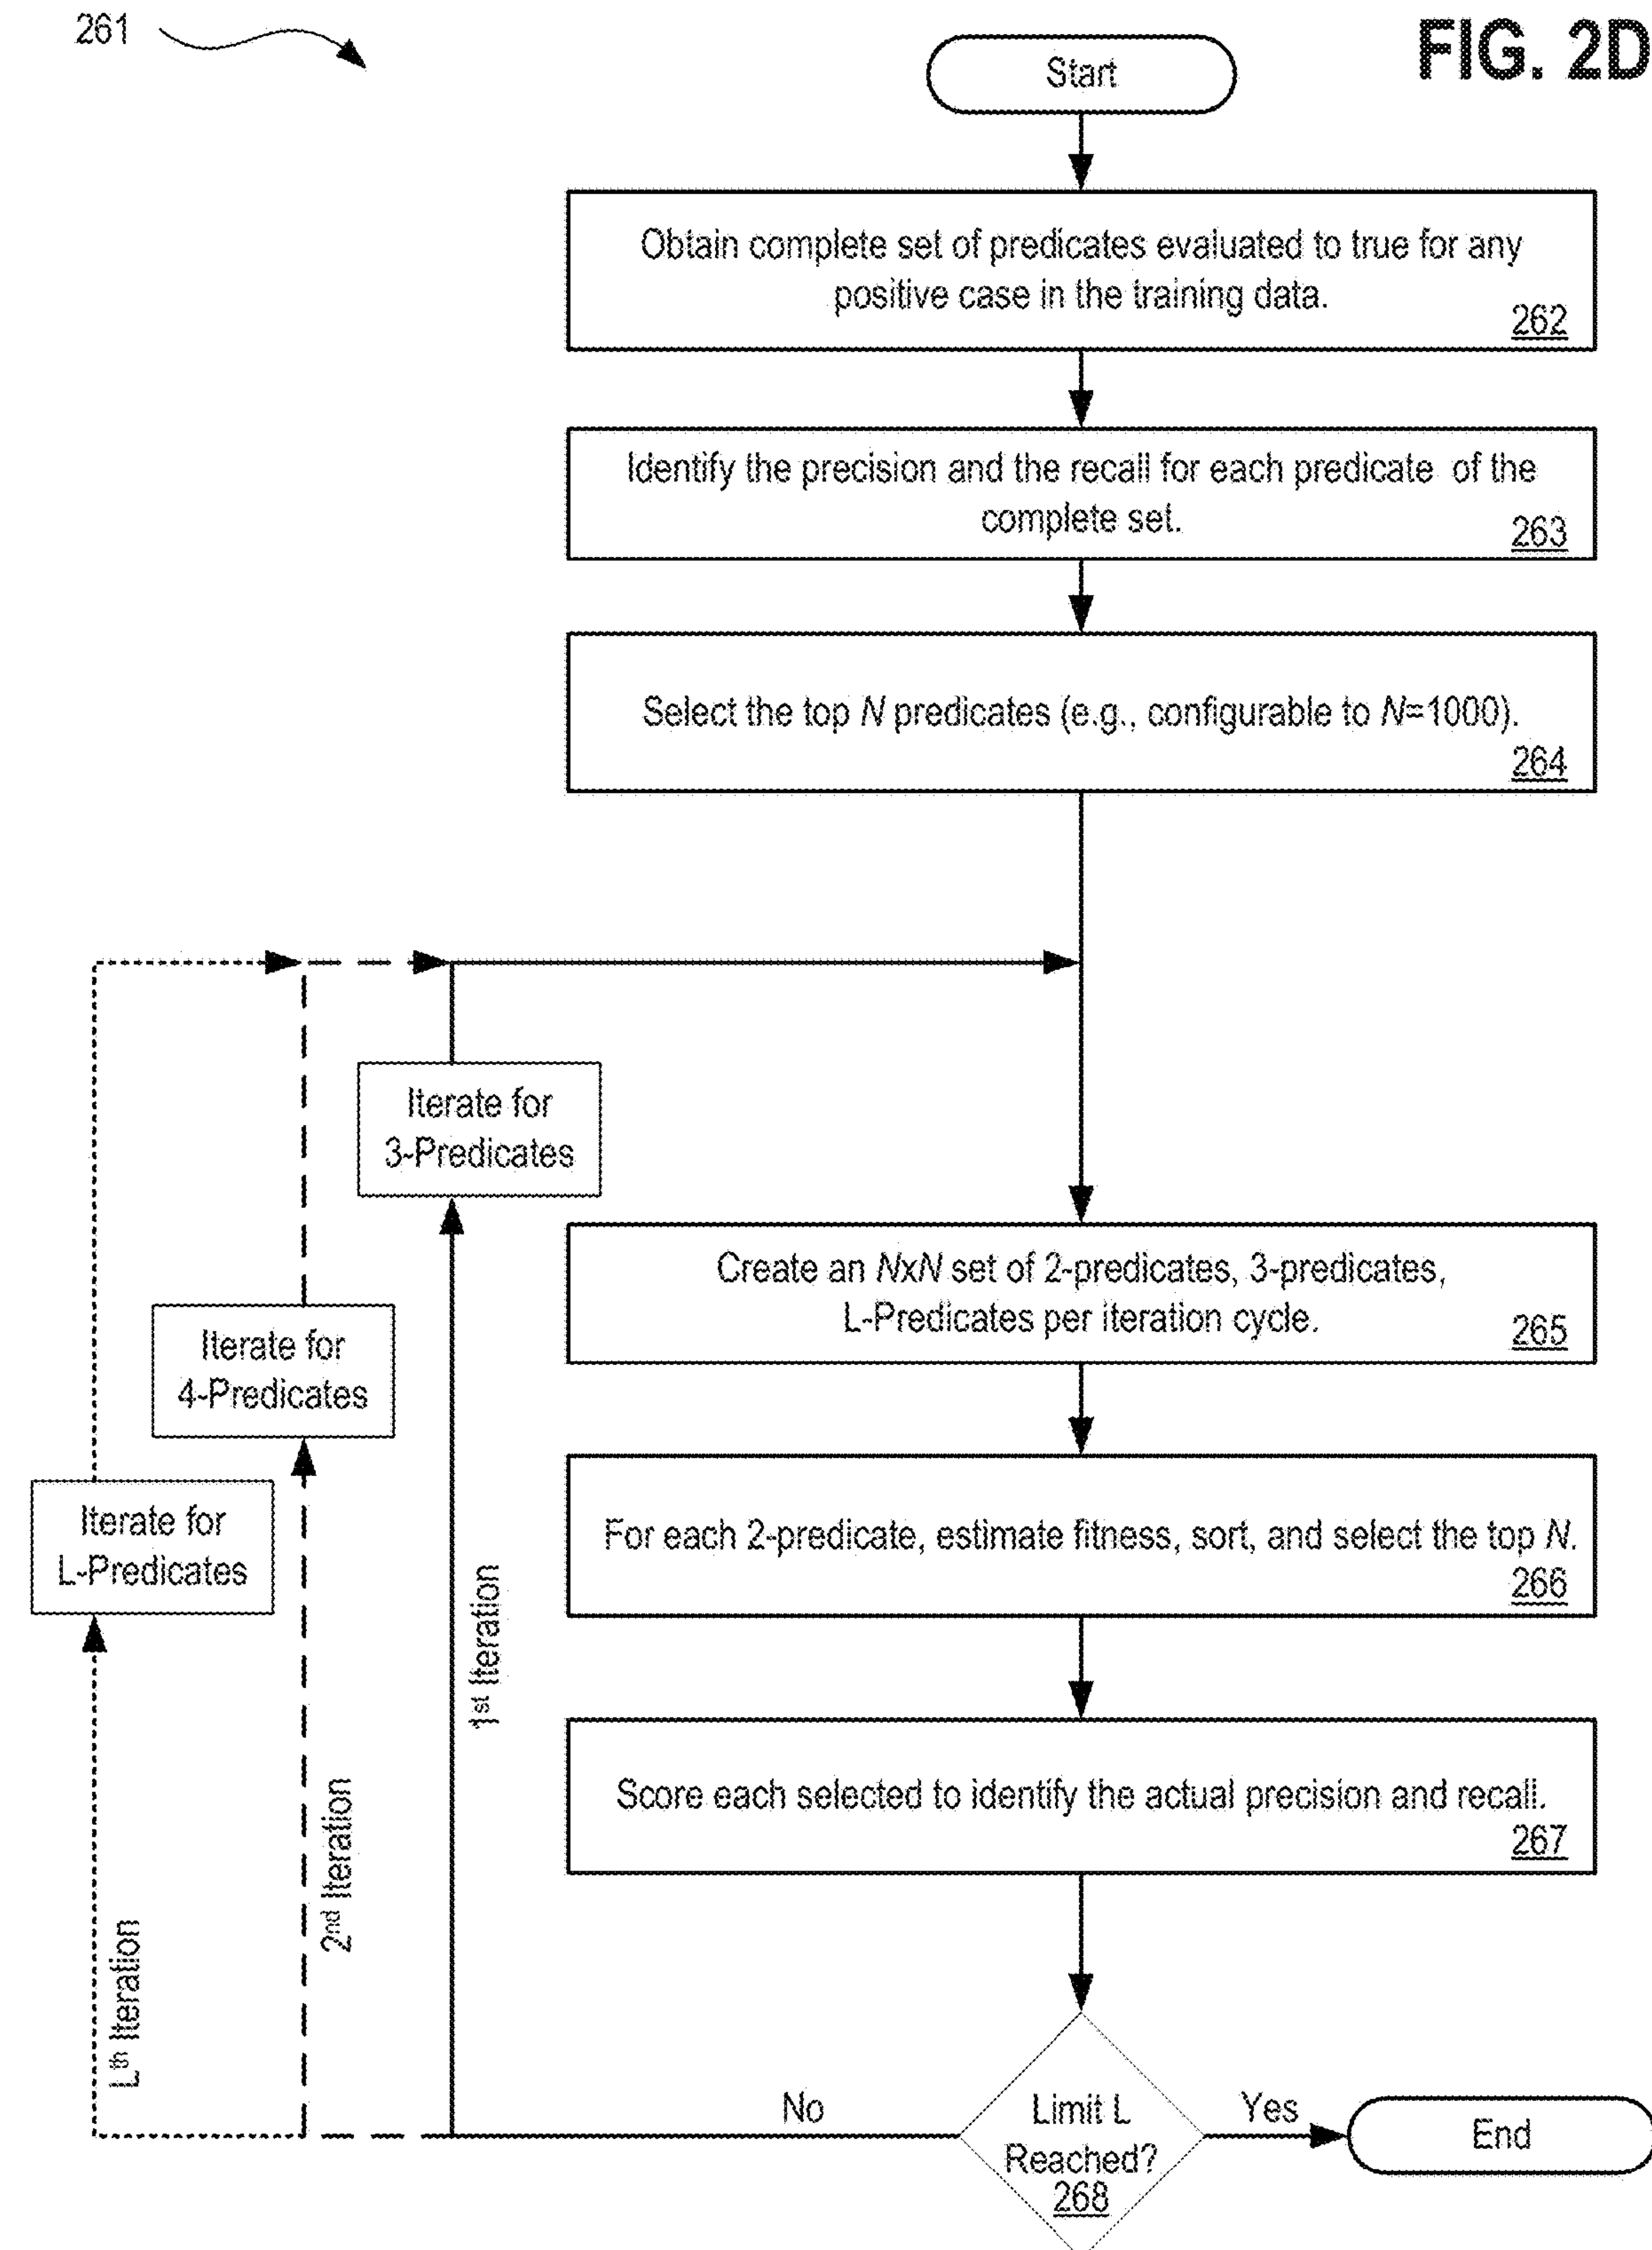 261
FIG. 2D
Start
Obtain complete set of predicates evaluated to true for any
positive case in the training data.
262
Identify the precision and the recall for each predicate of the
complete set.
263
Select the top N predicates (e.g., configurable to N=1000).
264
Iterate for
3-Predicates
Create an NxN set of 2-predicates, 3-predicates,
L-Predicates per iteration cycle.
265
Iterate for
4-Predicates
For each 2-predicate, estimate fitness, sort, and select the top N.
266
Iterate for
L-Predicates
1st Iteration
Score each selected to identify the actual precision and recall.
267
2nd Iteration
Lth Iteration
No
Limit L
Reached?
268
Yes
End